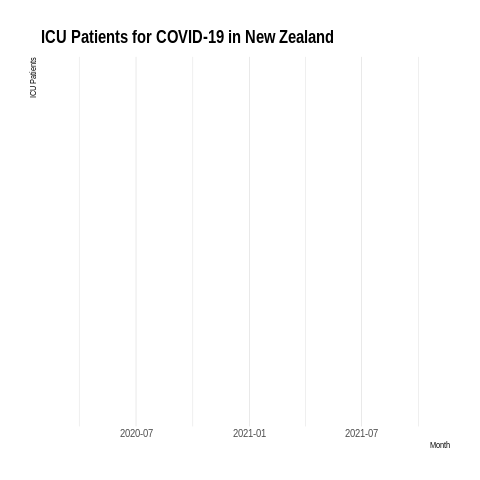 ICU Patients for COVID-19 in New Zealand
ICU Patients
2020-07 2021-01 2021-07
Month